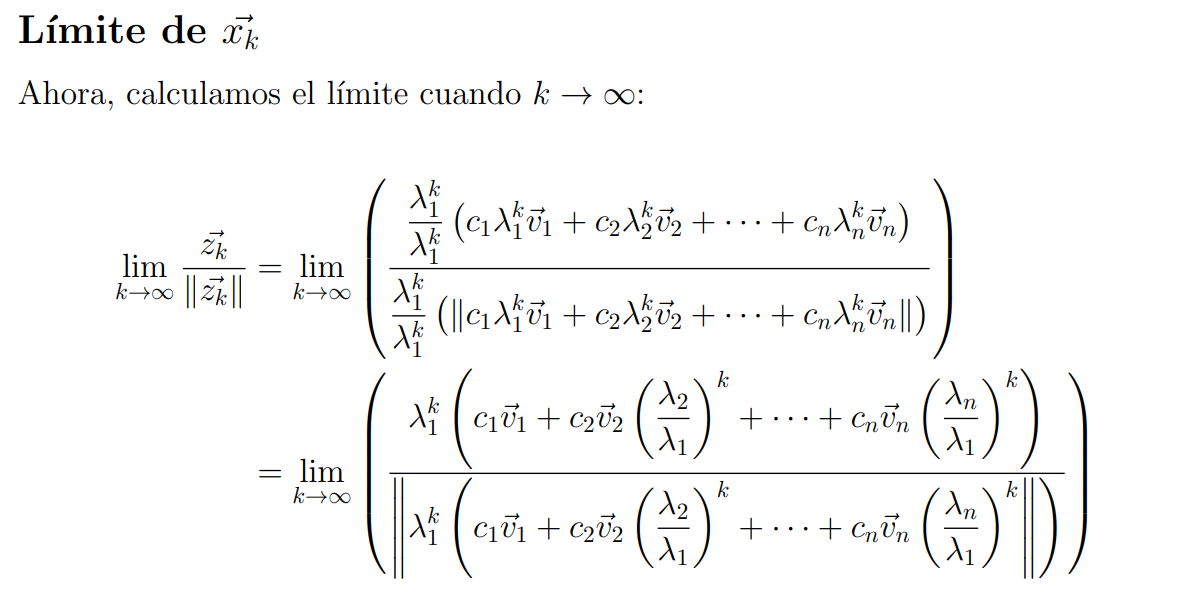 Límite de $\vec{x_k}$
Ahora, calculamos el límite cuando $k \to \infty$:
$\lim_{k \to \infty} \frac{\vec{z_k}}{\|\vec{z_k}\|} = \lim_{k \to \infty} \left( \frac{\frac{\lambda_1^k}{\lambda_1^k} \left( c_1 \lambda_1^k \vec{v}_1 + c_2 \lambda_2^k \vec{v}_2 + \cdots + c_n \lambda_n^k \vec{v}_n \right)}{\frac{\lambda_1^k}{\lambda_1^k} \left( \| c_1 \lambda_1^k \vec{v}_1 + c_2 \lambda_2^k \vec{v}_2 + \cdots + c_n \lambda_n^k \vec{v}_n \| \right)} \right)$
$= \lim_{k \to \infty} \left( \frac{\lambda_1^k \left( c_1 \vec{v}_1 + c_2 \vec{v}_2 \left( \frac{\lambda_2}{\lambda_1} \right)^k + \cdots + c_n \vec{v}_n \left( \frac{\lambda_n}{\lambda_1} \right)^k \right)}{\left\| \lambda_1^k \left( c_1 \vec{v}_1 + c_2 \vec{v}_2 \left( \frac{\lambda_2}{\lambda_1} \right)^k + \cdots + c_n \vec{v}_n \left( \frac{\lambda_n}{\lambda_1} \right)^k \right\| \right)} \right)$